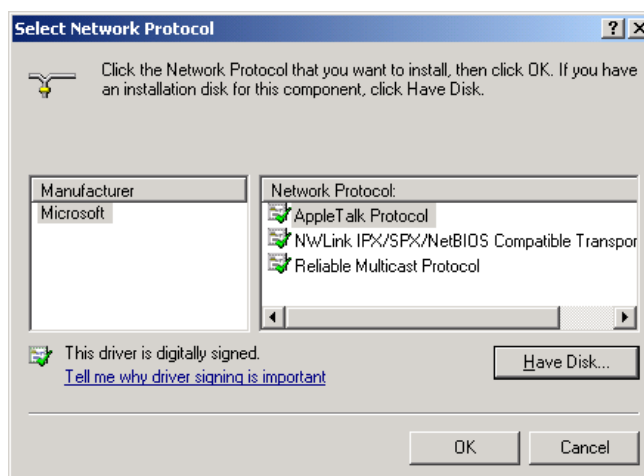 Select Network Protocol
Click the Network Protocol that you want to install, then click OK. If you have
an installation disk for this component, click Have Disk.
Manufacturer
Microsoft
Network Protocol:
AppleTalk Protocol
NWLink IPX/SPX/NetBIOS Compatible Transpor
Reliable Multicast Protocol
This driver is digitally signed.
Tell me why driver signing is important
Have Disk...
OK
Cancel